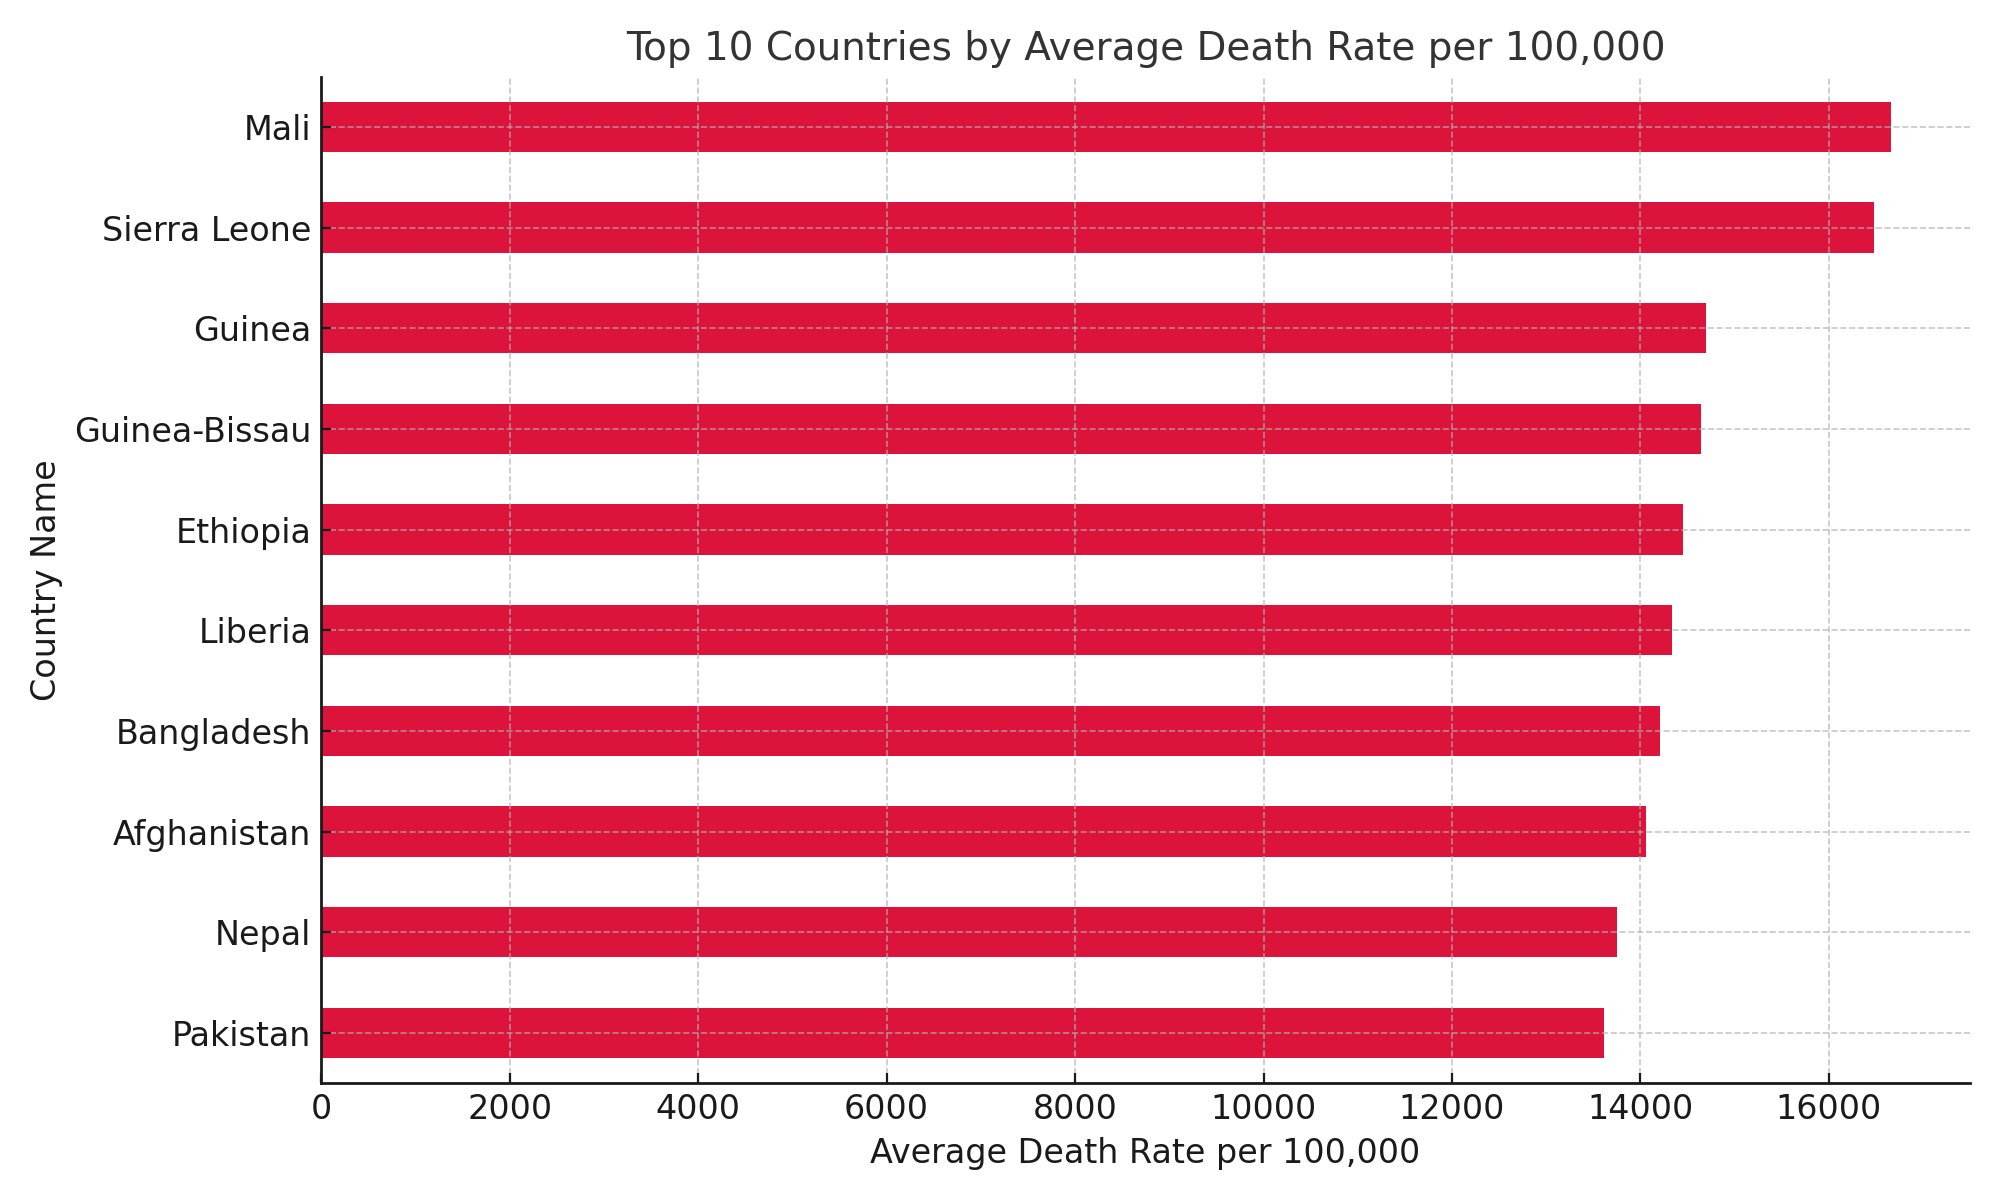 Top 10 Countries by Average Death Rate per 100,000
Mali
Sierra Leone
Guinea
Guinea-Bissau
Ethiopia
Liberia
Bangladesh
Afghanistan
Nepal
Pakistan
Country Name
0 2000 4000 6000 8000 10000 12000 14000 16000
Average Death Rate per 100,000